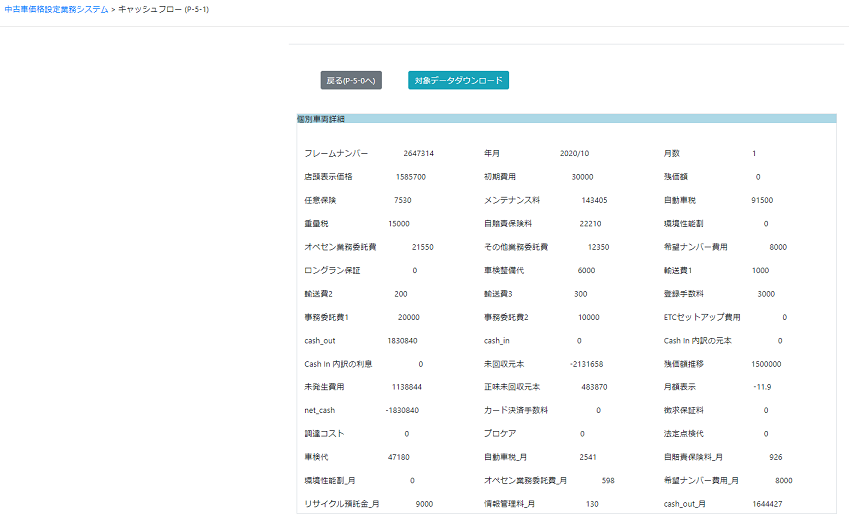 中古車価格設定業務システム > キャッシュフロー (P-5-1)
戻る(P-5-0へ) 対象データダウンロード
個別車両詳細
フレームナンバー 2647314 年月 2020/10 月数 1
店頭表示価格 1585700 初期費用 30000 残価額 0
任意保険 7530 メンテナンス料 143405 自動車税 91500
重量税 15000 自賠責保険料 22210 環境性能割 0
オペセン業務委託費 21550 その他業務委託費 12350 希望ナンバー費用 8000
ロングラン保証 0 車検整備代 6000 輸送費1 1000
輸送費2 200 輸送費3 300 登録手数料 3000
事務委託費1 20000 事務委託費2 10000 ETCセットアップ費用 0
cash_out 1830840 cash_in 0 Cash In 内訳の元本 0
Cash In 内訳の利息 0 未回収元本 -2131658 残価額推移 1500000
未発生費用 1138844 正味未回収元本 483870 月額表示 -11.9
net_cash -1830840 カード決済手数料 0 徴求保証料 0
調達コスト 0 プロケア 0 法定点検代 0
車検代 47180 自動車税_月 2541 自賠責保険料_月 926
環境性能割_月 0 オペセン業務委託費_月 598 希望ナンバー費用_月 8000
リサイクル預託金_月 9000 情報管理料_月 130 cash_out_月 1644427